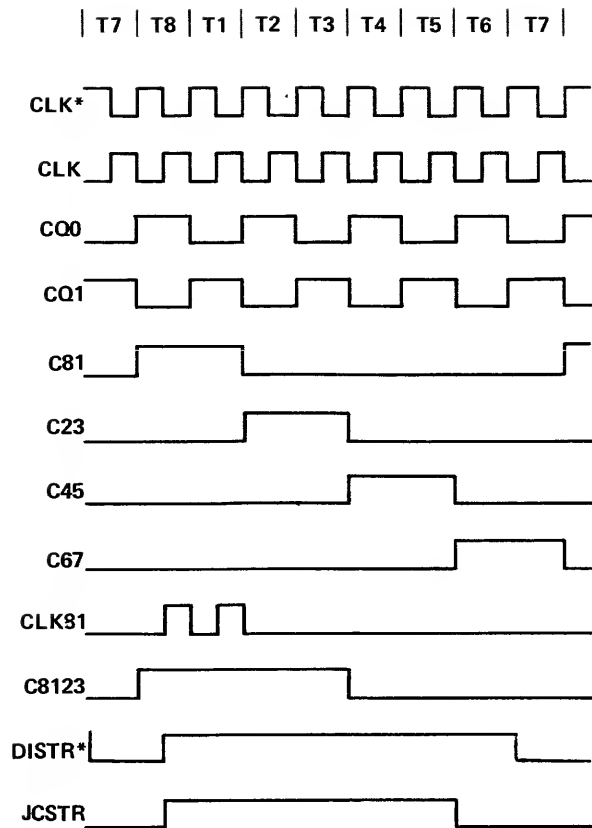 T7 T8 T1 T2 T3 T4 T5 T6 T7
CLK*
CLK
CQ0
CQ1
C81
C23
C45
C67
CLK81
C8123
DISTR*
JCSTR